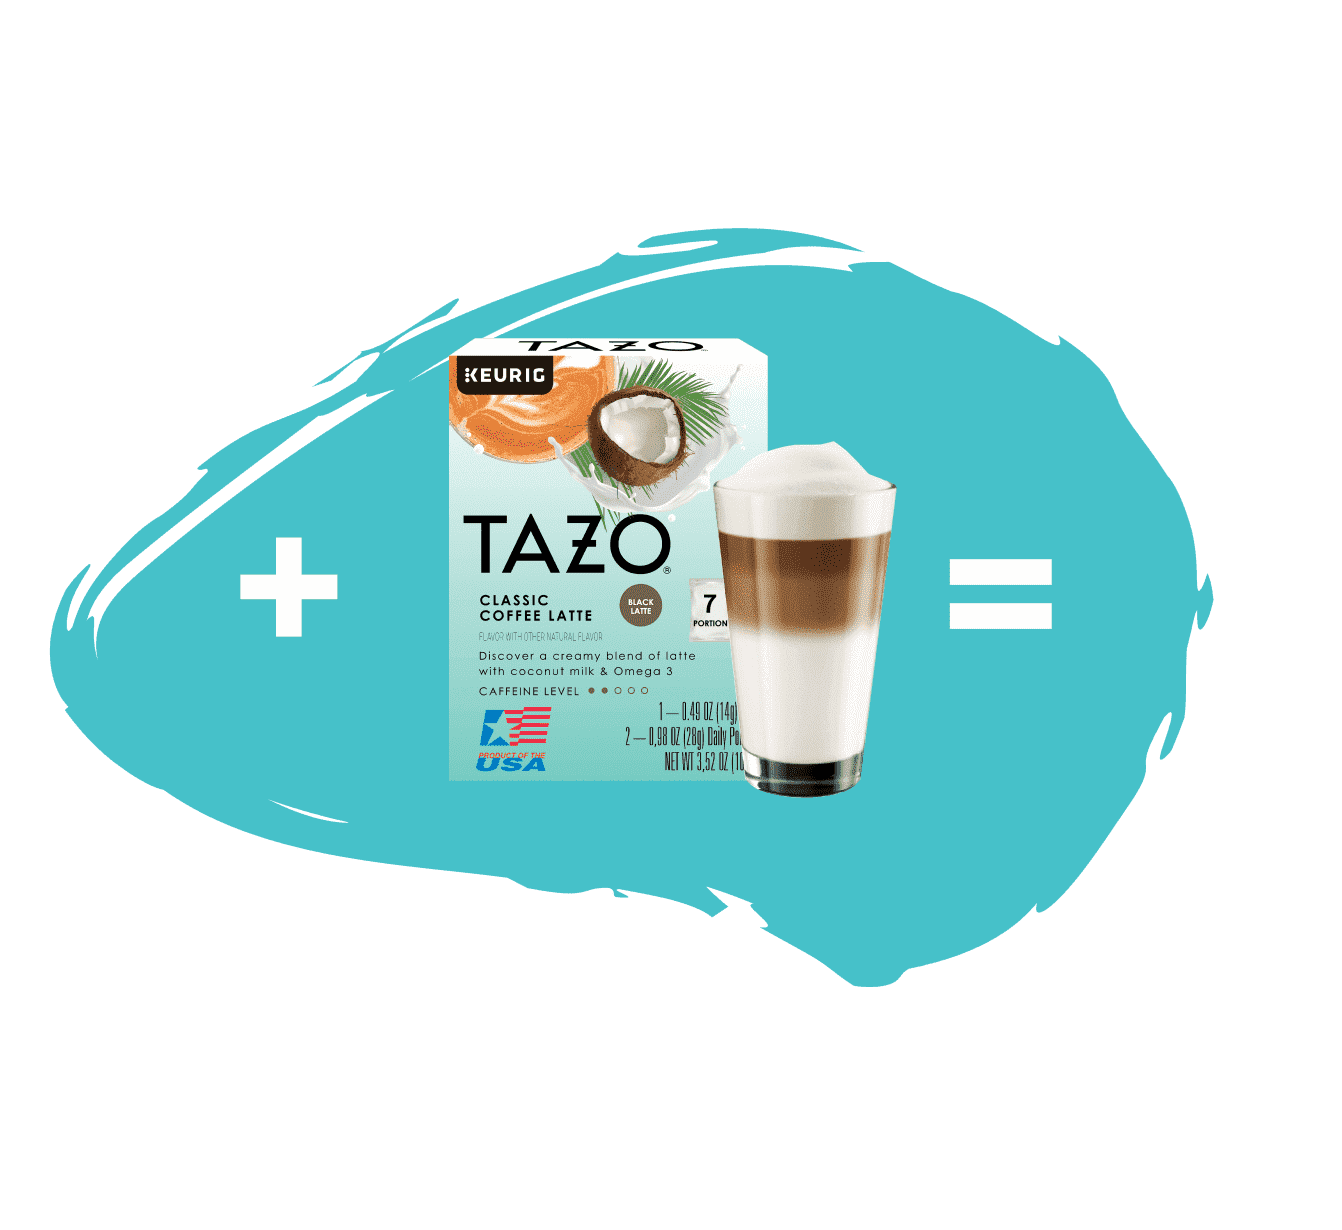 TAZO
KEURIG
+
=
TAZO®
CLASSIC
COFFEE LATTE
BLACK
LATTE
7
PORTION
FLAVOR WITH OTHER NATURAL FLAVOR
Discover a creamy blend of latte
with coconut milk & Omega 3
CAFFEINE LEVEL
1 — 0.49 OZ (14g)
2 — 0,98 OZ (28g) Daily
NET WT 3,52 OZ
PRODUCT OF THE
USA